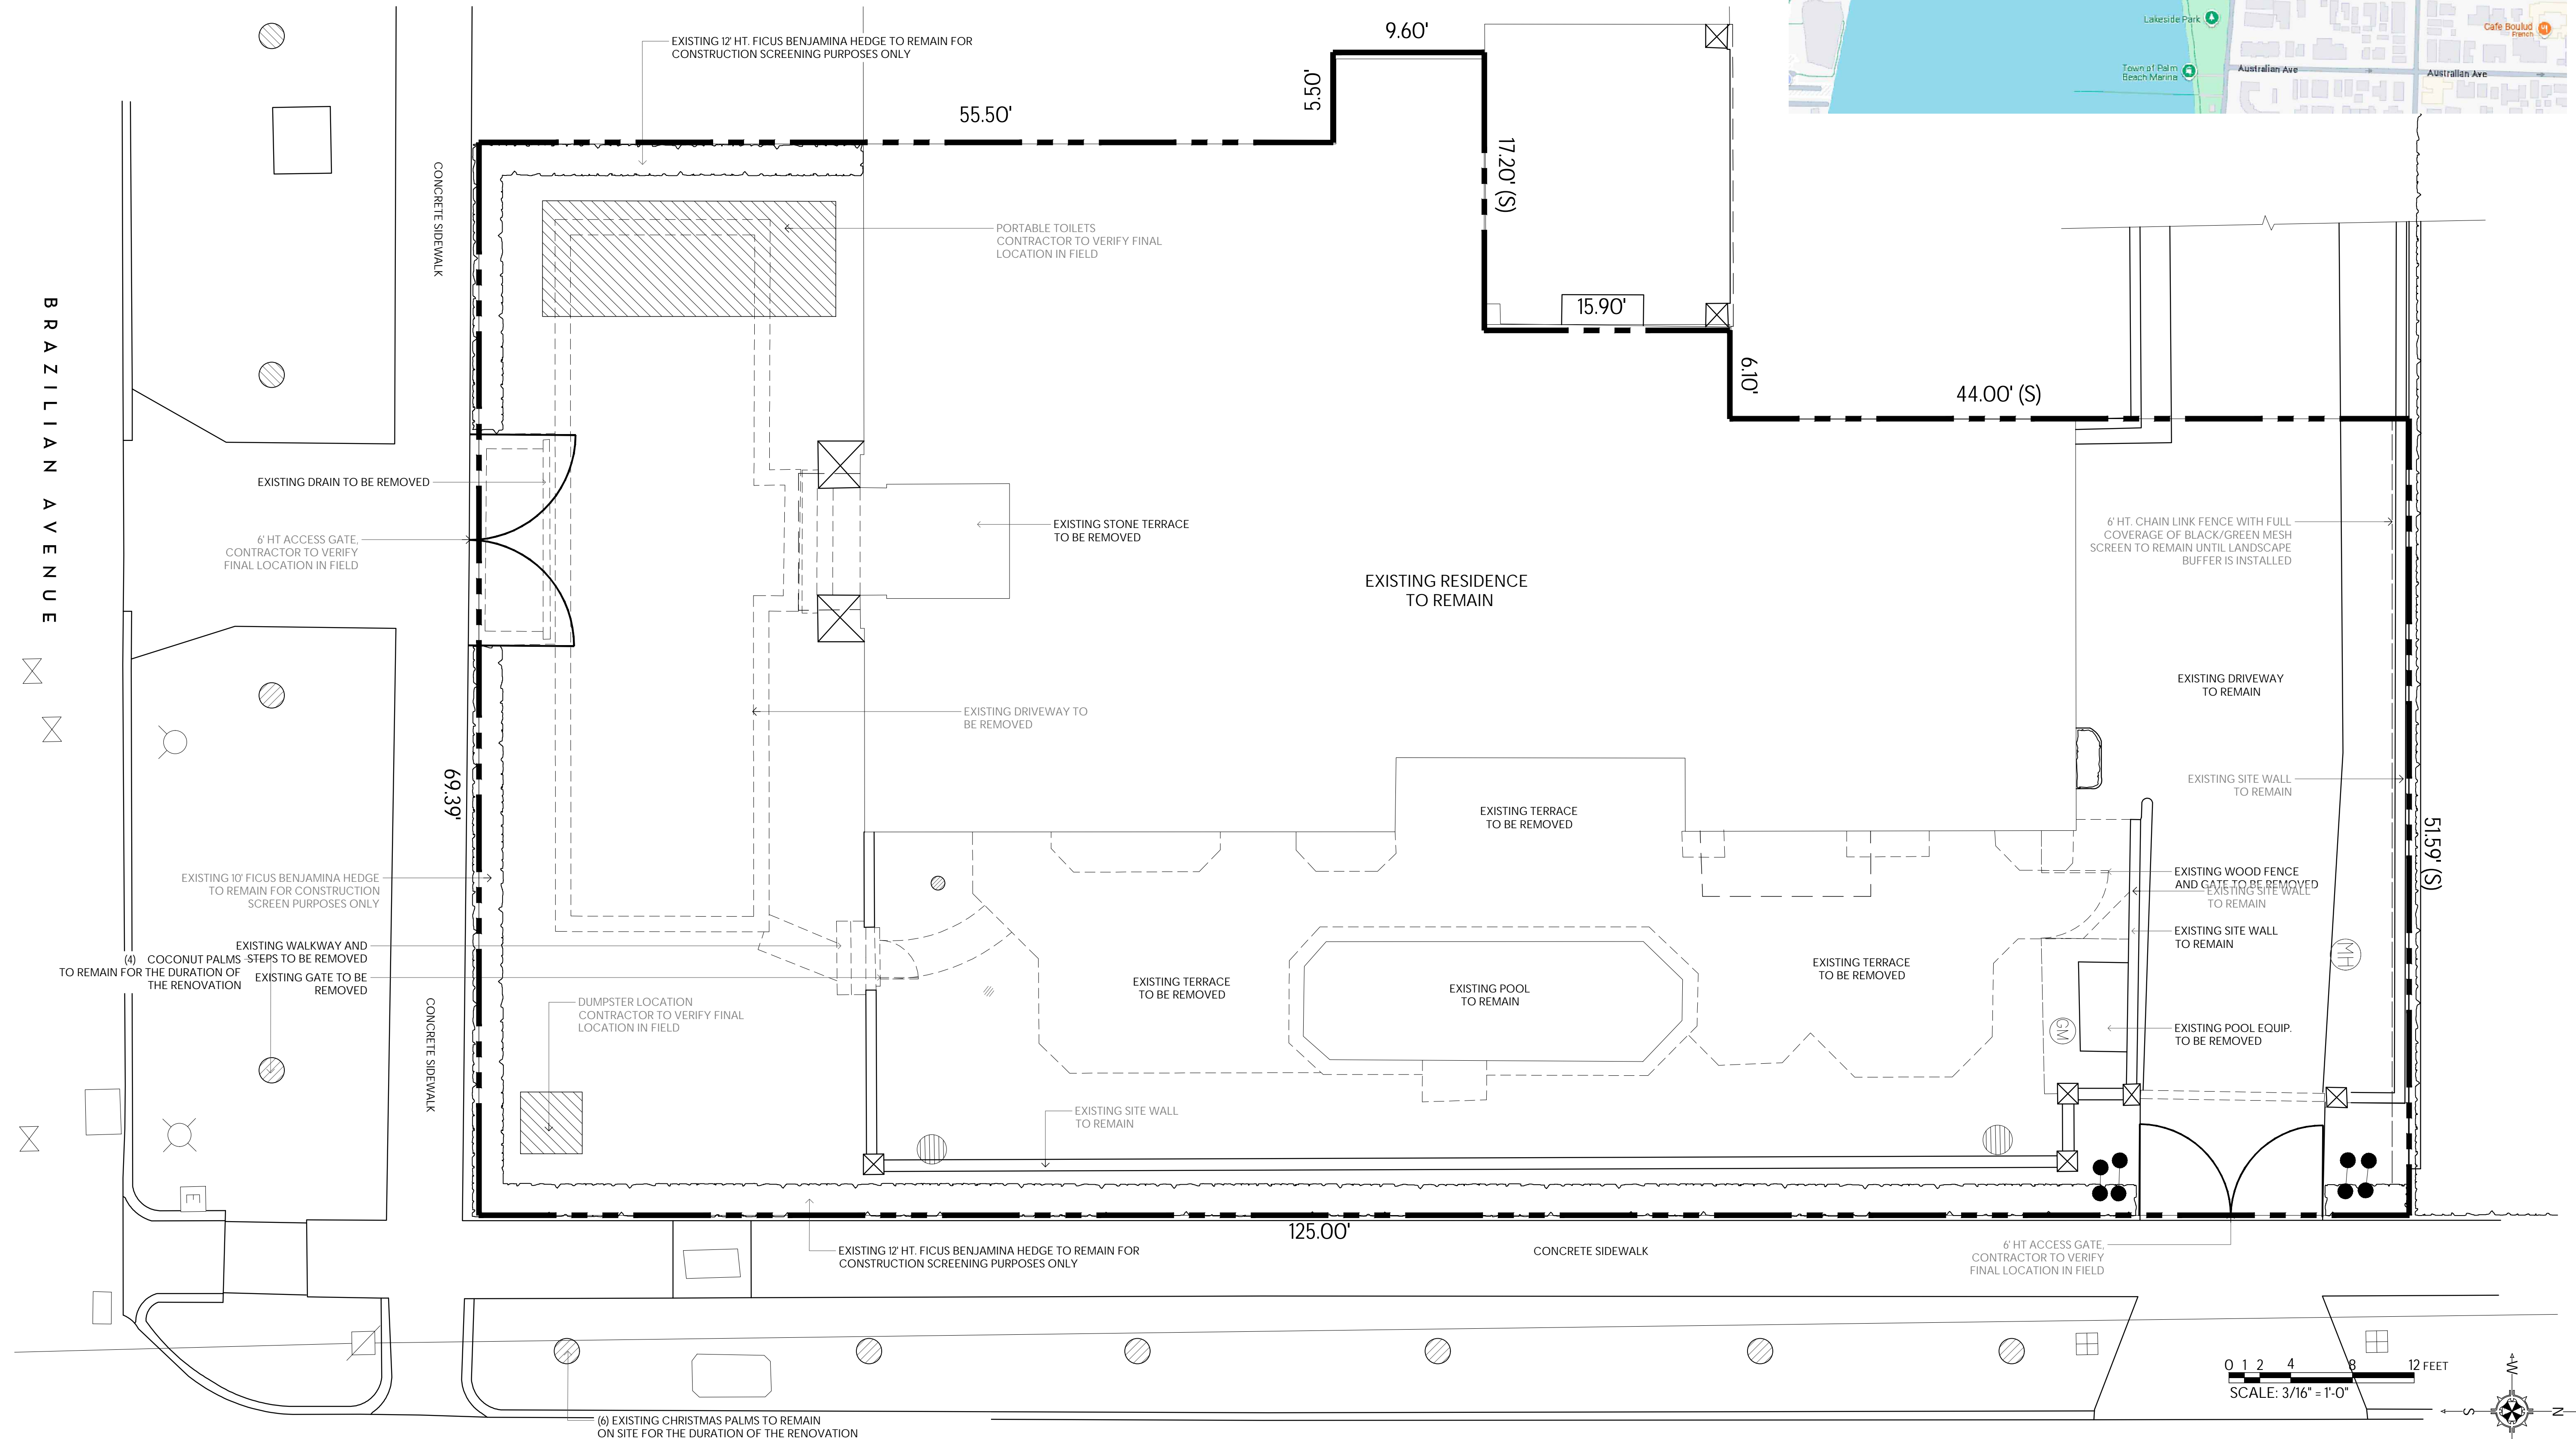 EXISTING 12' HT. FICUS BENJAMINA HEDGE TO REMAIN FOR
CONSTRUCTION SCREENING PURPOSES ONLY
9.60'
5.50'
55.50'
17.20' (S)
Lakeside Park
Cafe Boulud
French
Town of Palm
Beach Marina
Australian Ave
Australian Ave
CONCRETE SIDEWALK
PORTABLE TOILETS
CONTRACTOR TO VERIFY FINAL
LOCATION IN FIELD
15.90'
6.10'
44.00' (S)
BRAZILIAN AVENUE
EXISTING DRAIN TO BE REMOVED
6' HT ACCESS GATE,
CONTRACTOR TO VERIFY
FINAL LOCATION IN FIELD
EXISTING STONE TERRACE
TO BE REMOVED
EXISTING RESIDENCE
TO REMAIN
6' HT. CHAIN LINK FENCE WITH FULL
COVERAGE OF BLACK/GREEN MESH
SCREEN TO REMAIN UNTIL LANDSCAPE
BUFFER IS INSTALLED
EXISTING DRIVEWAY
TO REMAIN
EXISTING DRIVEWAY TO
BE REMOVED
69.39'
EXISTING SITE WALL
TO REMAIN
EXISTING TERRACE
TO BE REMOVED
51.59' (S)
EXISTING 10' FICUS BENJAMINA HEDGE
TO REMAIN FOR CONSTRUCTION
SCREEN PURPOSES ONLY
EXISTING WOOD FENCE
AND GATE TO BE REMOVED
EXISTING SITE WALL
TO REMAIN
EXISTING SITE WALL
TO REMAIN
EXISTING WALKWAY AND
STEPS TO BE REMOVED
(4) COCONUT PALMS
TO REMAIN FOR THE DURATION OF
THE RENOVATION
EXISTING GATE TO BE
REMOVED
MH
EXISTING TERRACE
TO BE REMOVED
EXISTING POOL
TO REMAIN
EXISTING TERRACE
TO BE REMOVED
DUMPSTER LOCATION
CONTRACTOR TO VERIFY FINAL
LOCATION IN FIELD
CONCRETE SIDEWALK
GM
EXISTING POOL EQUIP.
TO BE REMOVED
EXISTING SITE WALL
TO REMAIN
E
125.00'
EXISTING 12' HT. FICUS BENJAMINA HEDGE TO REMAIN FOR
CONSTRUCTION SCREENING PURPOSES ONLY
CONCRETE SIDEWALK
6' HT ACCESS GATE,
CONTRACTOR TO VERIFY
FINAL LOCATION IN FIELD
0 1 2 4 8 12 FEET
SCALE: 3/16" = 1'-0"
W
S
N
(6) EXISTING CHRISTMAS PALMS TO REMAIN
ON SITE FOR THE DURATION OF THE RENOVATION